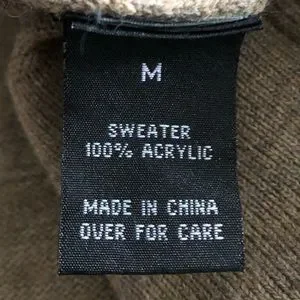 M
SWEATER
100% ACRYLIC
MADE IN CHINA
OVER FOR CARE